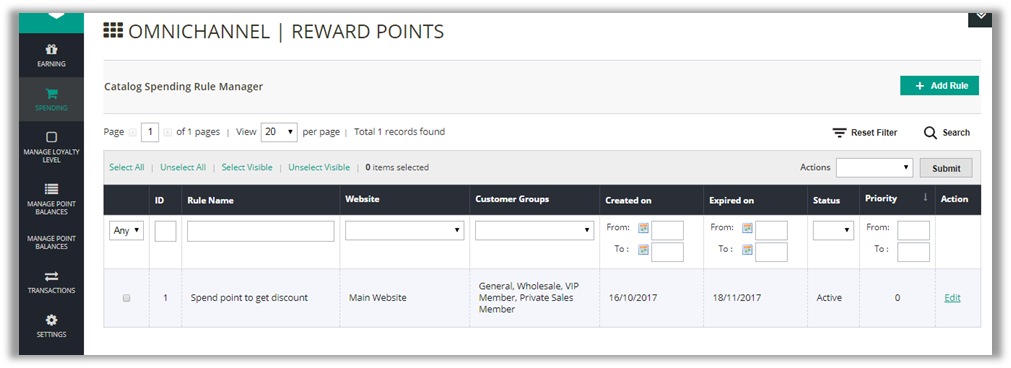 OMNICHANNEL | REWARD POINTS
EARNING
SPENDING
MANAGE LOYALTY
LEVEL
MANAGE POINT
BALANCES
MANAGE POINT
BALANCES
TRANSACTIONS
SETTINGS
Catalog Spending Rule Manager
+ Add Rule
Page 1 of 1 pages | View 20 per page | Total 1 records found
Reset Filter
Search
Select All | Unselect All | Select Visible | Unselect Visible | 0 items selected
Actions
Submit
ID Rule Name Website Customer Groups Created on Expired on Status Priority ↓ Action
Any
From: From: From:
To : To : To :
1 Spend point to get discount Main Website General, Wholesale, VIP
Member, Private Sales
Member 16/10/2017 18/11/2017 Active 0 Edit